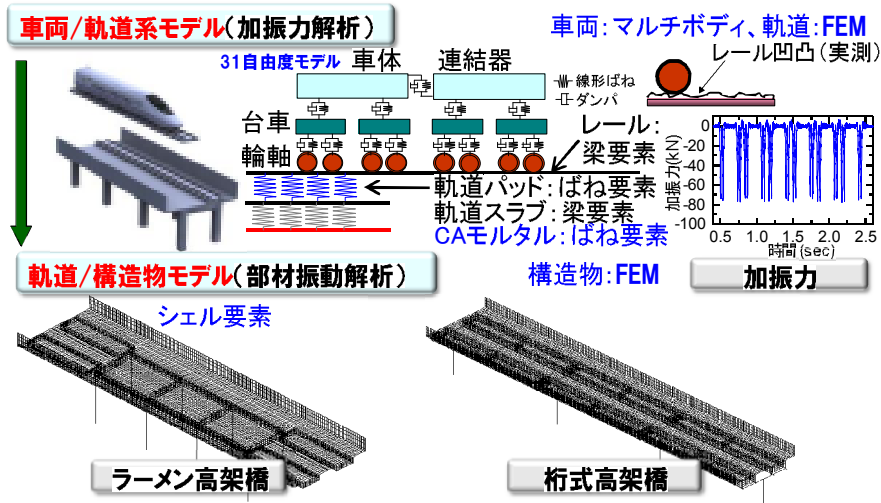 車両/軌道系モデル(加振力解析)
車両:マルチボディ、軌道:FEM
31自由度モデル
車体
連結器
線形ばね
ダンパ
レール凹凸(実測)
台車
レール:
梁要素
輪軸
軌道パッド:ばね要素
軌道スラブ:梁要素
CAモルタル:ばね要素
加振力(kN)
0
-20
-40
-60
-80
-100
0.5 1.0 1.5 2.0 2.5
時間(sec)
加振力
軌道/構造物モデル(部材振動解析)
構造物:FEM
シェル要素
ラーメン高架橋
桁式高架橋